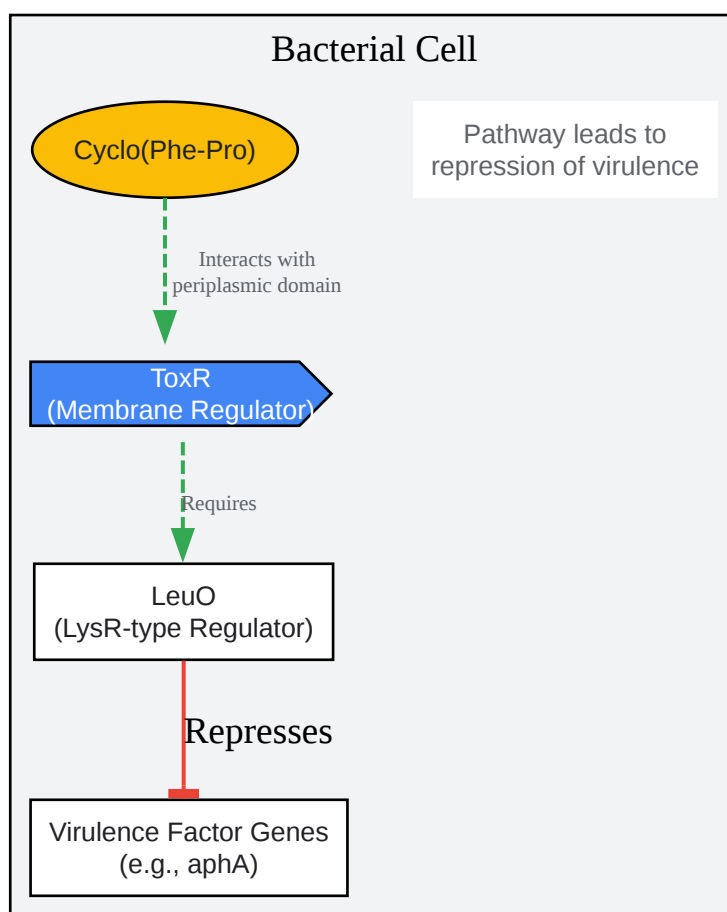 Bacterial Cell
Cyclo(Phe-Pro)
Pathway leads to
repression of virulence
Interacts with
periplasmic domain
ToxR
(Membrane Regulator)
Requires
LeuO
(LysR-type Regulator)
Represses
Virulence Factor Genes
(e.g., aphA)